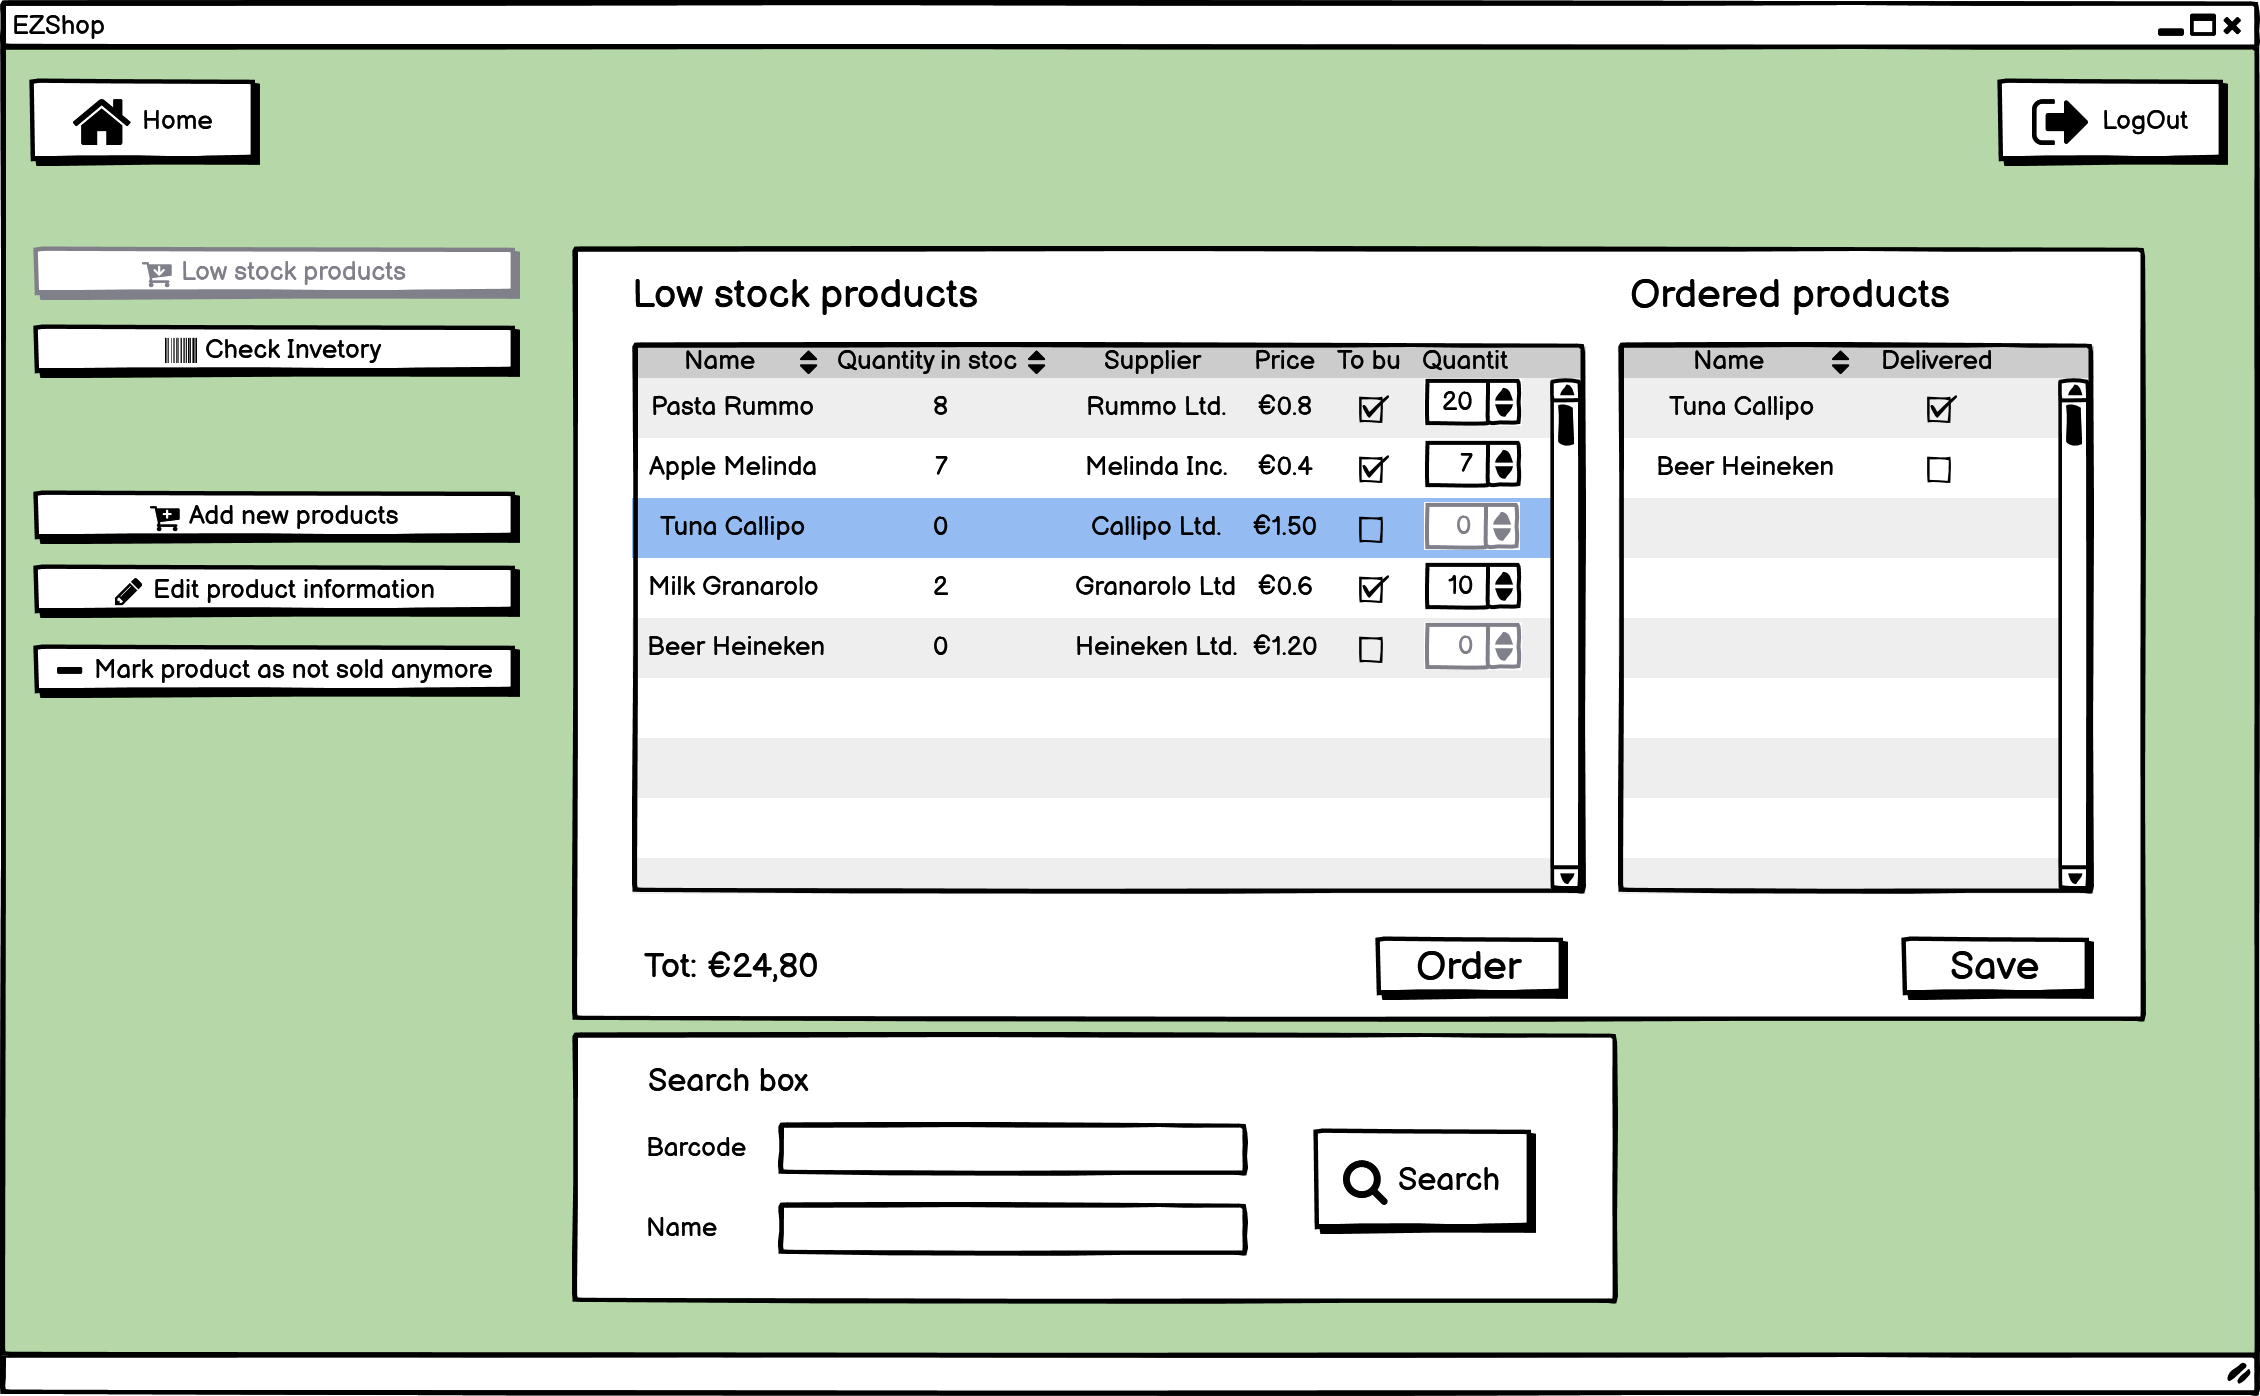 EZShop
Home
LogOut
Low stock products
Check Invetory
Add new products
Edit product information
Mark product as not sold anymore
Low stock products
Name Quantity in stoc Supplier Price To bu Quantit
Pasta Rummo 8 Rummo Ltd. €0.8 20
Apple Melinda 7 Melinda Inc. €0.4 7
Tuna Callipo 0 Callipo Ltd. €1.50 0
Milk Granarolo 2 Granarolo Ltd €0.6 10
Beer Heineken 0 Heineken Ltd. €1.20 0
Tot: €24,80
Order
Ordered products
Name Delivered
Tuna Callipo
Beer Heineken
Save
Search box
Barcode
Name
Search